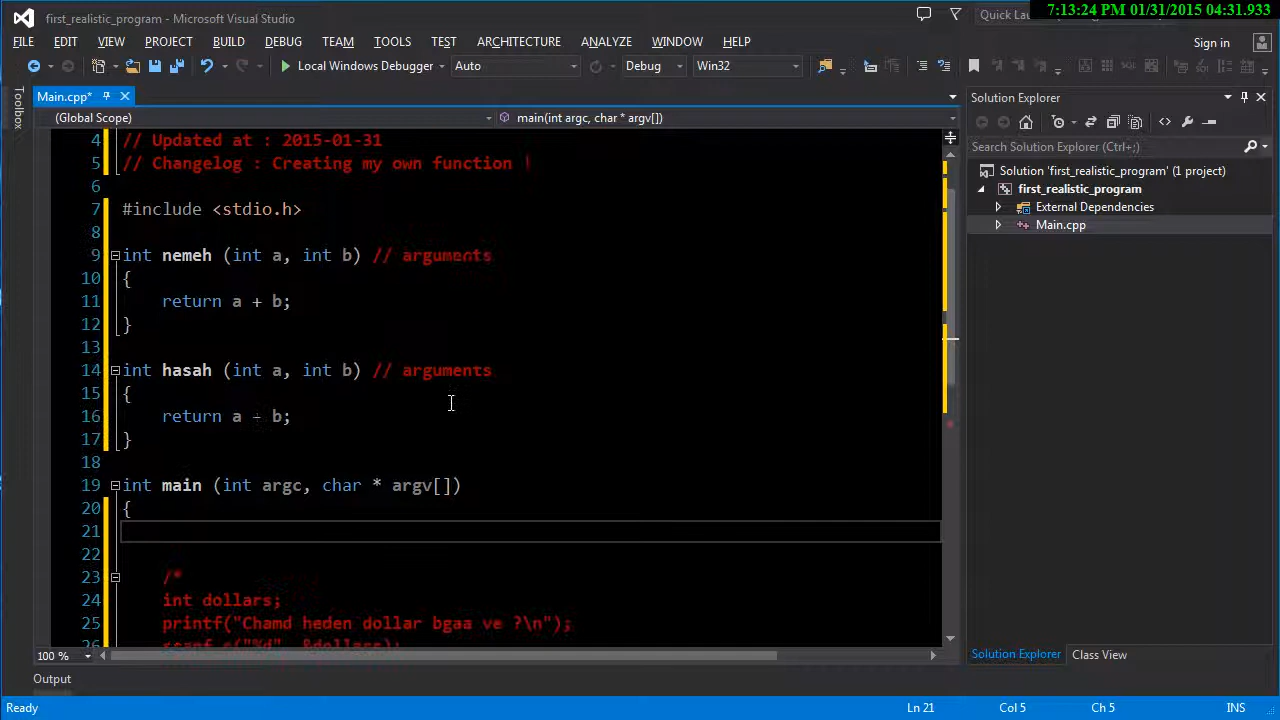 first_realistic_program - Microsoft Visual Studio
7:13:24 PM 01/31/2015 04:31.933
FILE EDIT VIEW PROJECT BUILD DEBUG TEAM TOOLS TEST ARCHITECTURE ANALYZE WINDOW HELP
Sign in
Local Windows Debugger Auto Debug Win32
Toolbox
Main.cpp*
(Global Scope) main(int argc, char * argv[])
4 // Updated at : 2015-01-31
5 // Changelog : Creating my own function !
6
7 #include <stdio.h>
8
9 int nemeh (int a, int b) // arguments
10 {
11 return a + b;
12 }
13
14 int hasah (int a, int b) // arguments
15 {
16 return a - b;
17 }
18
19 int main (int argc, char * argv[])
20 {
21
22
23 /*
24 int dollars;
25 printf("Chamd heden dollar bgaa ve ?\n");
26 scanf_s("%d", &dollars);
100 %
Output
Ready Ln 21 Col 5 Ch 5 INS
Solution Explorer
Search Solution Explorer (Ctrl+;)
Solution 'first_realistic_program' (1 project)
first_realistic_program
External Dependencies
Main.cpp
Solution Explorer Class View